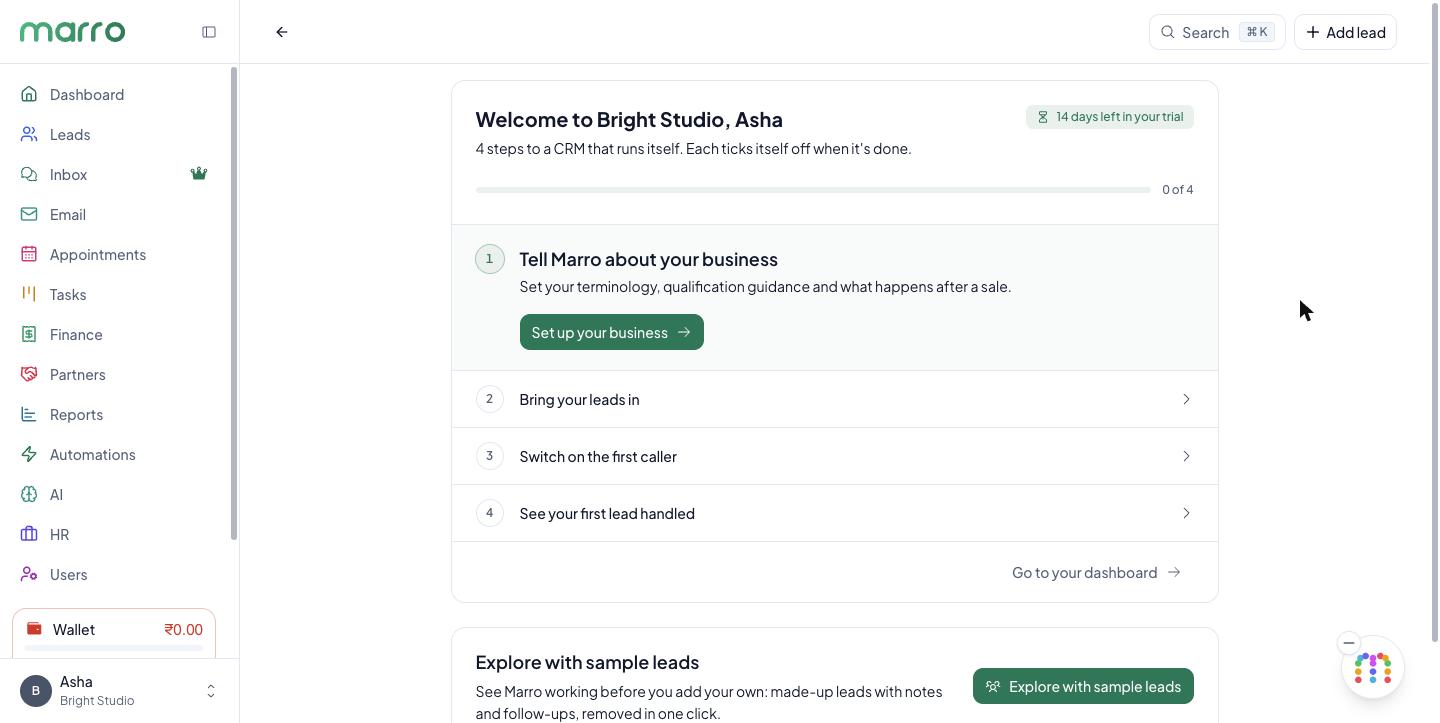 marro
Search ⌘ K
Add lead
Dashboard
Leads
Inbox
Email
Appointments
Tasks
Finance
Partners
Reports
Automations
AI
HR
Users
Wallet ₹0.00
B
Asha
Bright Studio
Welcome to Bright Studio, Asha
14 days left in your trial
4 steps to a CRM that runs itself. Each ticks itself off when it's done.
0 of 4
1 Tell Marro about your business
Set your terminology, qualification guidance and what happens after a sale.
Set up your business
2 Bring your leads in
3 Switch on the first caller
4 See your first lead handled
Go to your dashboard
Explore with sample leads
See Marro working before you add your own: made-up leads with notes
and follow-ups, removed in one click.
Explore with sample leads